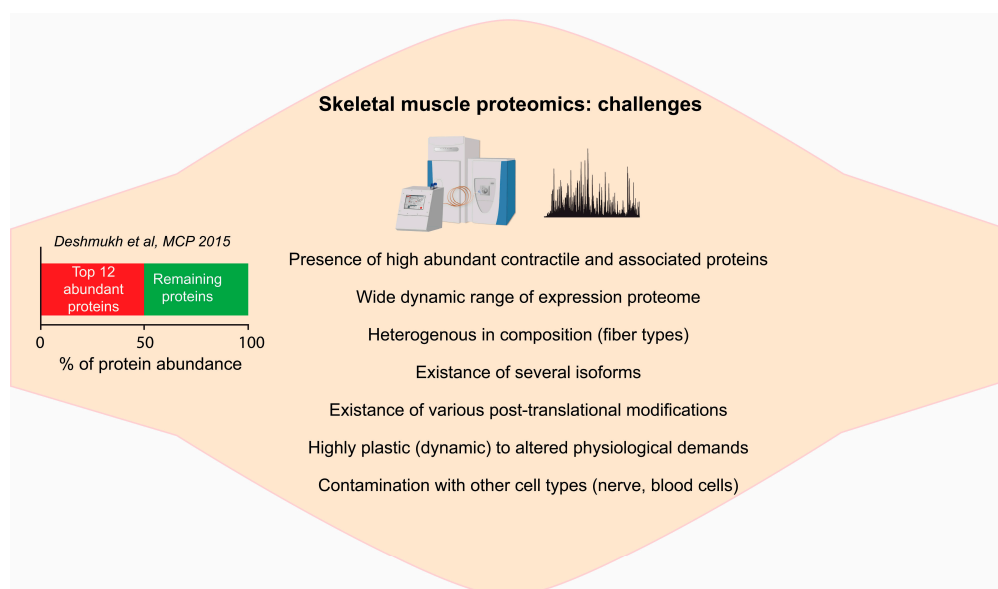 Skeletal muscle proteomics: challenges
Deshmukh et al, MCP 2015
Top 12
abundant
proteins
Remaining
proteins
0
50
100
% of protein abundance
Presence of high abundant contractile and associated proteins
Wide dynamic range of expression proteome
Heterogenous in composition (fiber types)
Existance of several isoforms
Existance of various post-translational modifications
Highly plastic (dynamic) to altered physiological demands
Contamination with other cell types (nerve, blood cells)